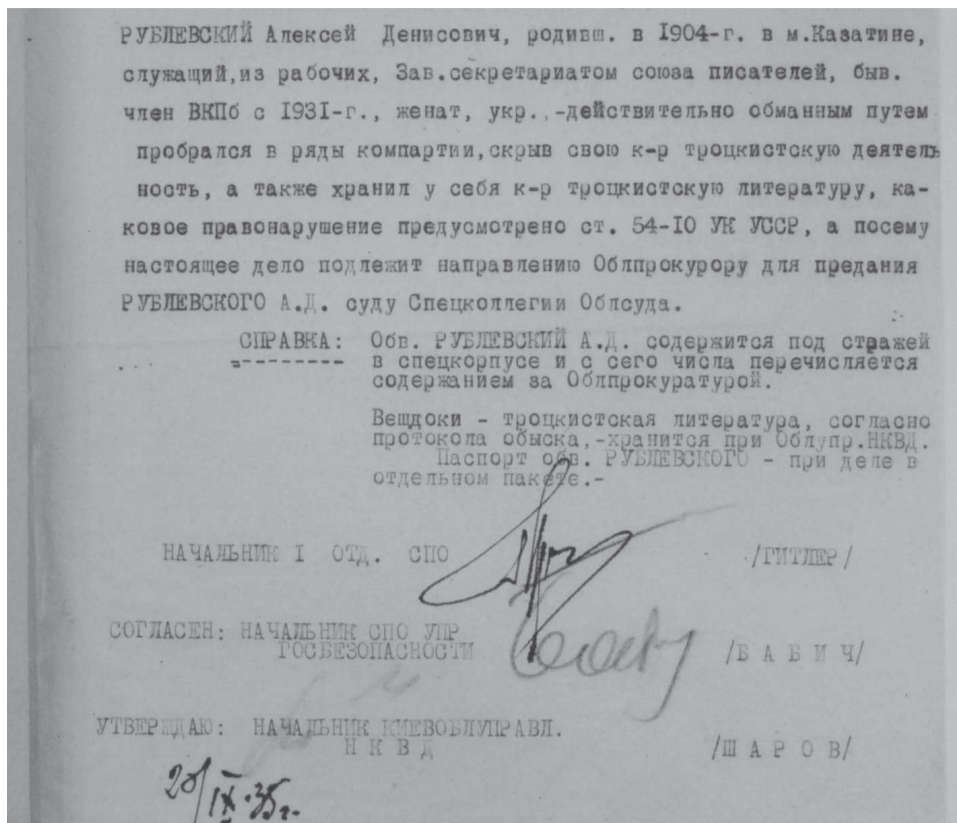 РУБЛЕВСКИЙ Алексей Денисович, родивш. в 1904-г. в м.Казатине,
служащий,из рабочих, Зав.секретариатом союза писателей, быв.
член ВКПб с 1931-г., женат, укр.,-действительно обманным путем
пробрался в ряды компартии,скрыв свою к-р троцкистскую деятель
ность, а также хранил у себя к-р троцкистскую литературу, ка-
ковое правонарушение предусмотрено ст. 54-I0 УК УССР, а посему
настоящее дело подлежит направлению Облпрокурору для предания
РУБЛЕВСКОГО А.Д. суду Спецколлегии Облсуда.
СПРАВКА: Обв. РУБЛЕВСКИЙ А.Д. содержится под стражей
в спецкорпусе и с сего числа перечисляется
содержанием за Облпрокуратурой.
Вещдоки - троцкистская литература, согласно
протокола обыска,-хранится при Облупр.НКВД.
Паспорт обв. РУБЛЕВСКОГО - при деле в
отдельном пакете.-
НАЧАЛЬНИК I ОТД. СПО /ГИТЛЕР/
СОГЛАСЕН: НАЧАЛЬНИК СПО УПР
ГОСБЕЗОПАСНОСТИ /Б А Б И Ч/
УТВЕРЖДАЮ: НАЧАЛЬНИК КИЕВОБЛУПРАВЛ.
Н К В Д /Ш А Р О В/
IX-35г.